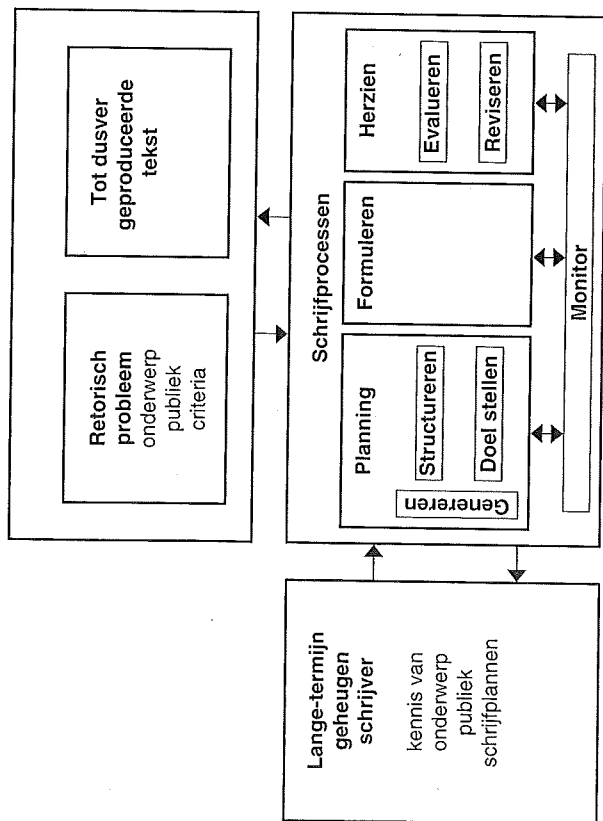 Retorisch
probleem
onderwerp
publiek
criteria
Tot dusver
geproduceerde
tekst
Lange-termijn
geheugen
schrijver
kennis van
onderwerp
publiek
schrijfplannen
Schrijfprocessen
Planning
Genereren
Structureren
Doel stellen
Formuleren
Herzien
Evalueren
Reviseren
Monitor